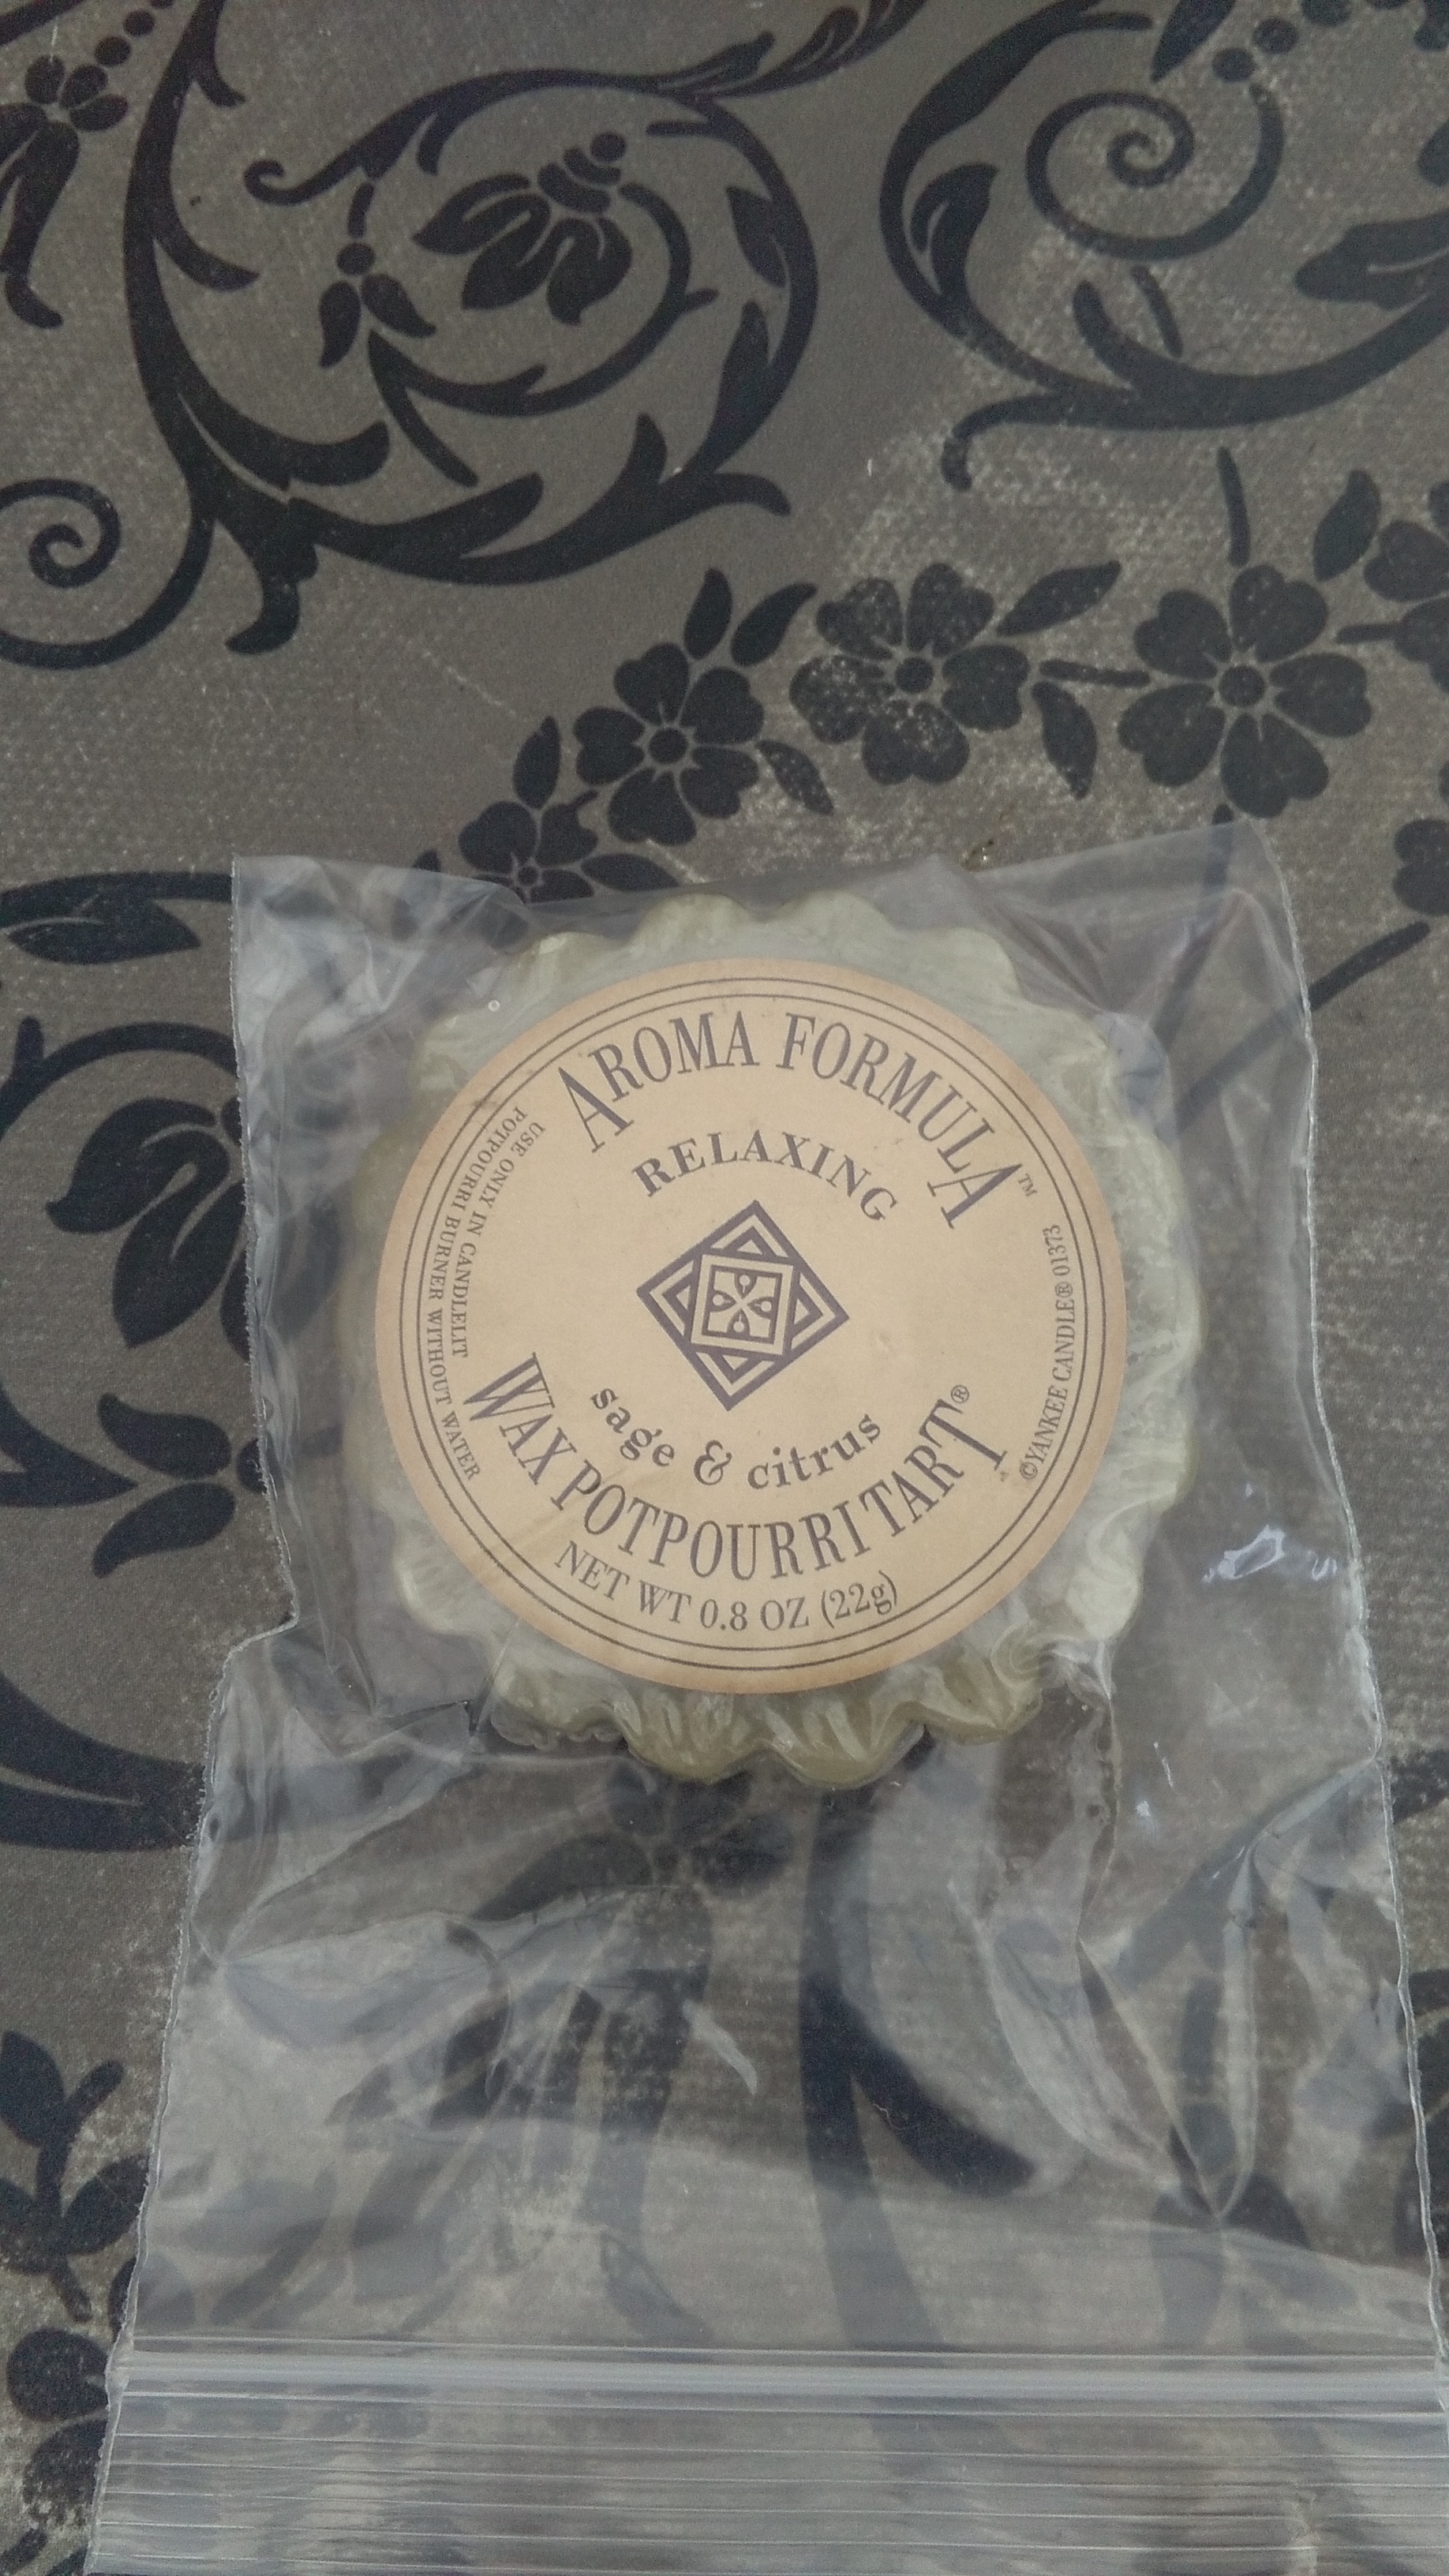 AROMA FORMULA™
RELAXING
sage & citrus
WAX POTPOURRI TART®
NET WT 0.8 OZ (22g)
USE ONLY IN CANDLELIT
POTPOURRI BURNER WITHOUT WATER
©YANKEE CANDLE® 01373